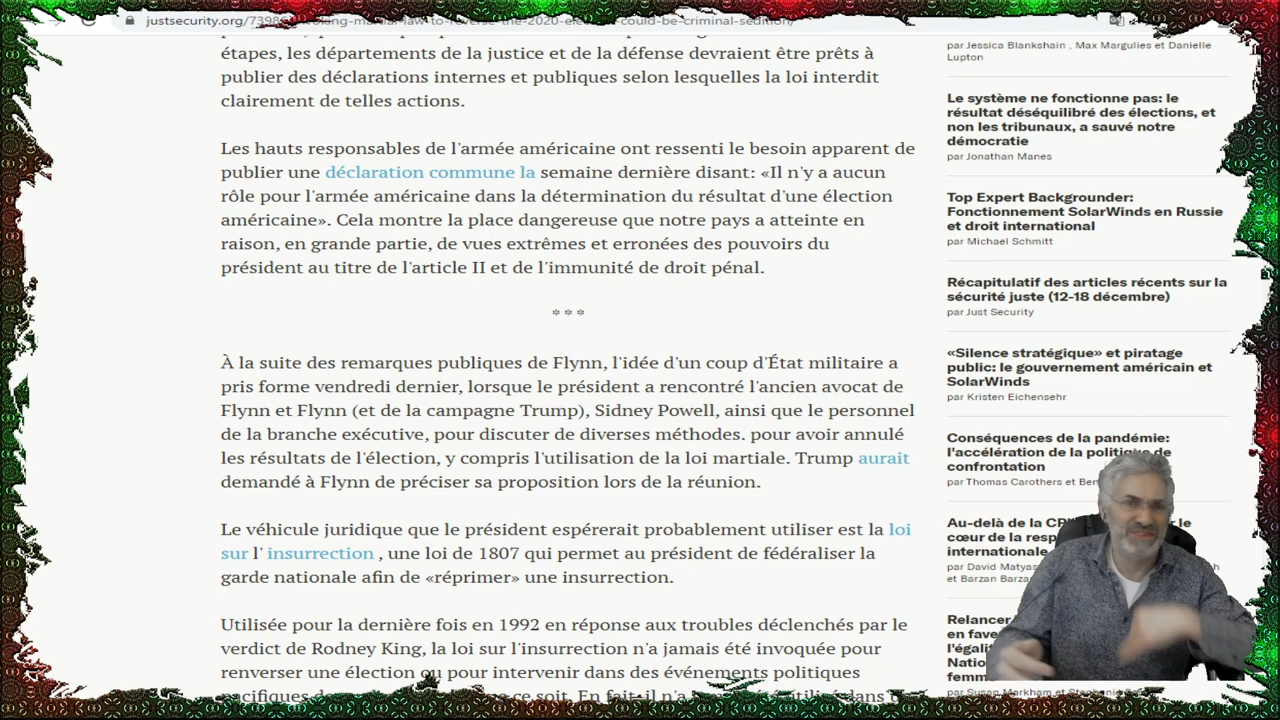 justsecurity.org/739
king-martial-law-to-reverse-the-2020-ele
could-be-criminal-sedition/
étapes, les départements de la justice et de la défense devraient être prêts à
publier des déclarations internes et publiques selon lesquelles la loi interdit
clairement de telles actions.
Les hauts responsables de l'armée américaine ont ressenti le besoin apparent de
publier une déclaration commune la semaine dernière disant: «Il n'y a aucun
rôle pour l'armée américaine dans la détermination du résultat d'une élection
américaine». Cela montre la place dangereuse que notre pays a atteinte en
raison, en grande partie, de vues extrêmes et erronées des pouvoirs du
président au titre de l'article II et de l'immunité de droit pénal.
* * *
À la suite des remarques publiques de Flynn, l'idée d'un coup d'État militaire a
pris forme vendredi dernier, lorsque le président a rencontré l'ancien avocat de
Flynn et Flynn (et de la campagne Trump), Sidney Powell, ainsi que le personnel
de la branche exécutive, pour discuter de diverses méthodes. pour avoir annulé
les résultats de l'élection, y compris l'utilisation de la loi martiale. Trump aurait
demandé à Flynn de préciser sa proposition lors de la réunion.
Le véhicule juridique que le président espérerait probablement utiliser est la loi
sur l' insurrection , une loi de 1807 qui permet au président de fédéraliser la
garde nationale afin de «réprimer» une insurrection.
Utilisée pour la dernière fois en 1992 en réponse aux troubles déclenchés par le
verdict de Rodney King, la loi sur l'insurrection n'a jamais été invoquée pour
renverser une élection ou pour intervenir dans des événements politiques
pacifiques de
ce soit. En fait, il n'a
utilisé dans
par Jessica Blankshain , Max Margulies et Danielle
Lupton
Le système ne fonctionne pas: le
résultat déséquilibré des élections, et
non les tribunaux, a sauvé notre
démocratie
par Jonathan Manes
Top Expert Backgrounder:
Fonctionnement SolarWinds en Russie
et droit international
par Michael Schmitt
Récapitulatif des articles récents sur la
sécurité juste (12-18 décembre)
par Just Security
«Silence stratégique» et piratage
public: le gouvernement américain et
SolarWinds
par Kristen Eichensehr
Conséquences de la pandémie:
l'accélération de la politique de
confrontation
par Thomas Carothers et Ben
Au-delà de la CP
r le
cœur de la resp
internationale
par David Matyas
h
et Barzan Barza
Relancer
en fave
l'égali
Natio
femm
par Susan Markham et Stephanie